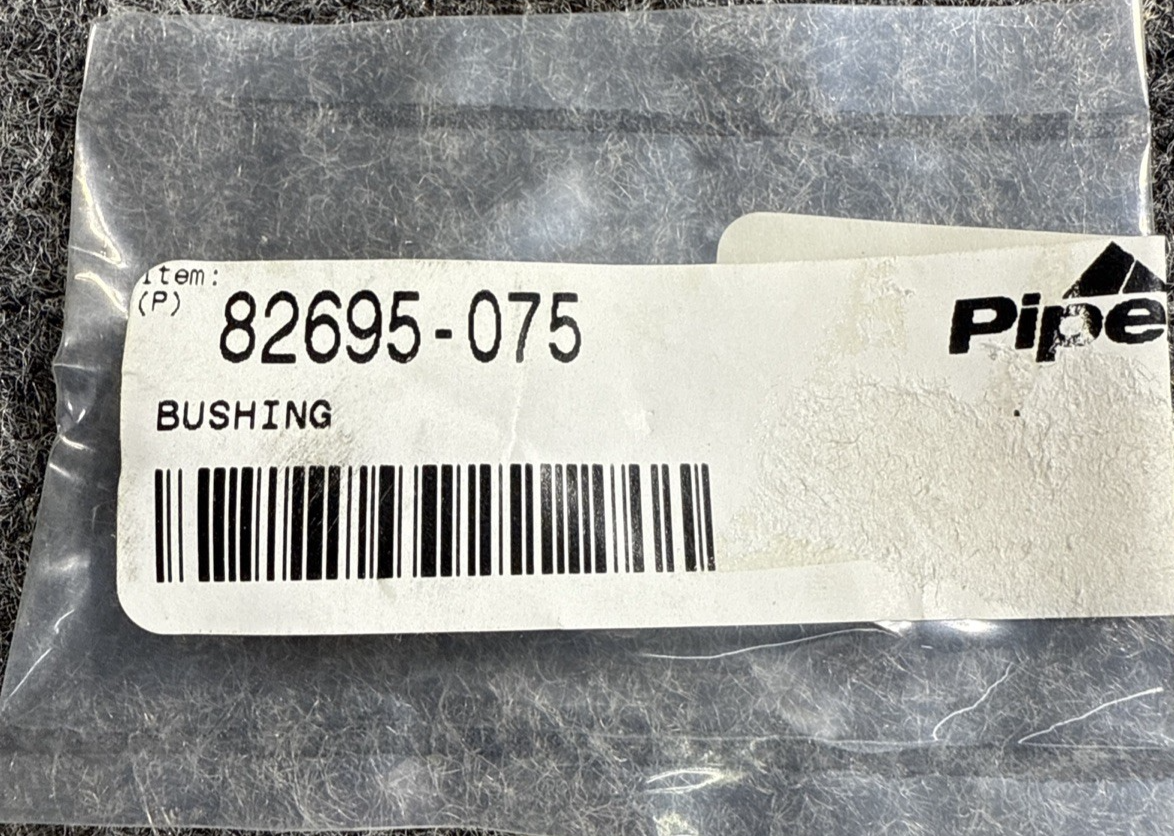 Item:
(P) 82695-075
Pipe
BUSHING